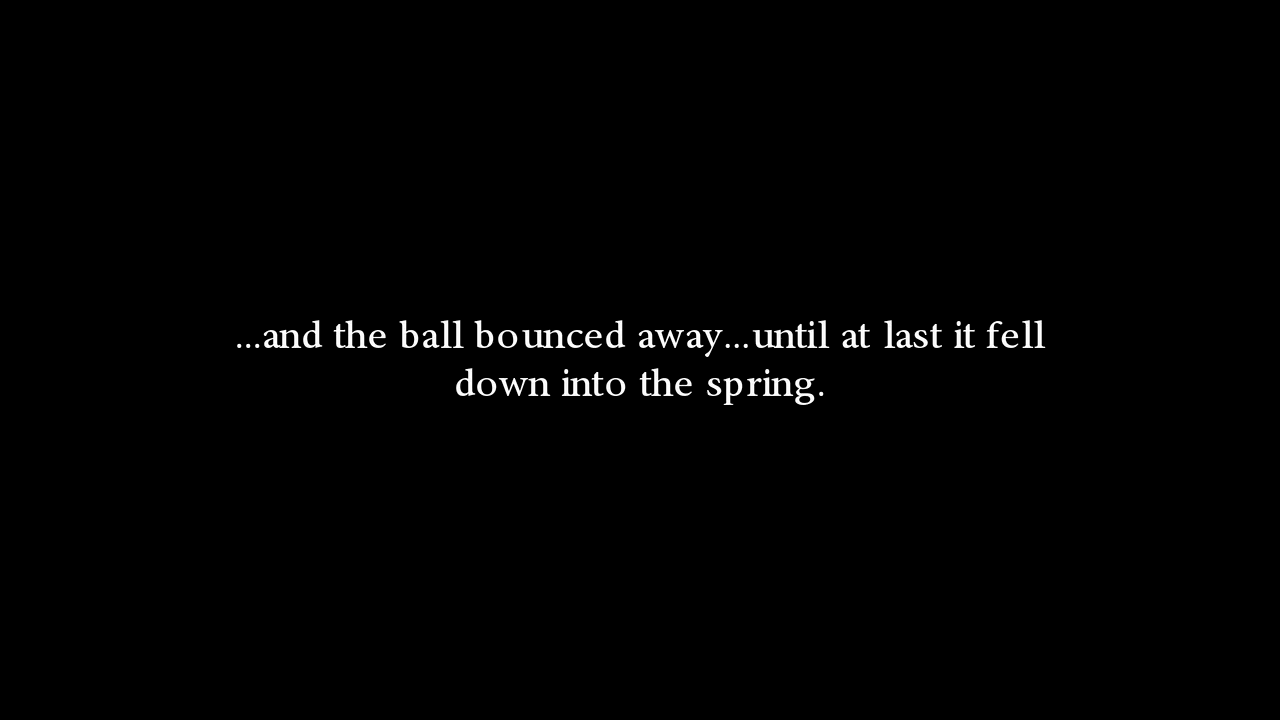 ...and the ball bounced away...until at last it fell
down into the spring.